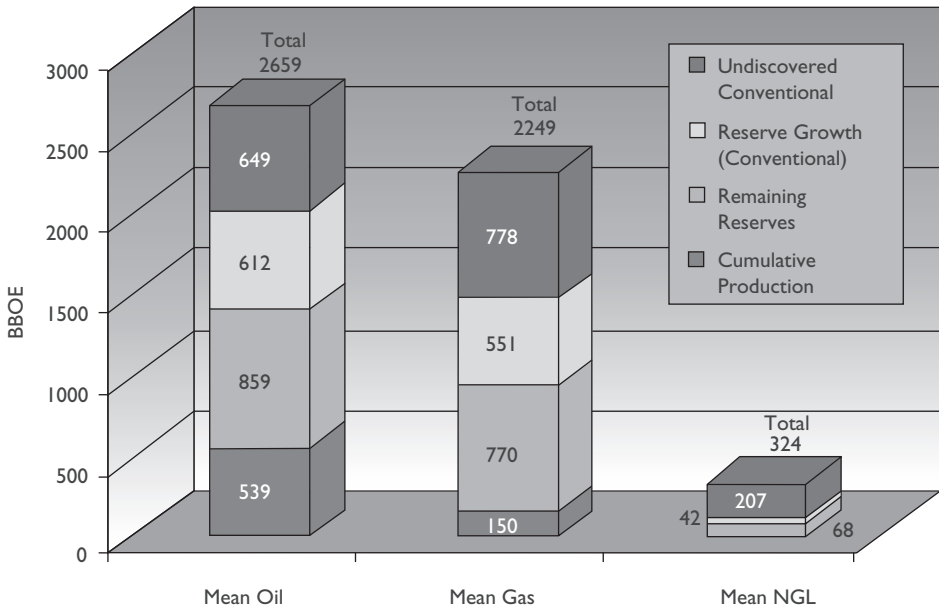 Total
2659
Total
2249
Total
324
3000
2500
2000
1500
1000
500
0
BBOE
649
612
859
539
778
551
770
150
207
42
68
Undiscovered
Conventional
Reserve Growth
(Conventional)
Remaining
Reserves
Cumulative
Production
Mean Oil
Mean Gas
Mean NGL